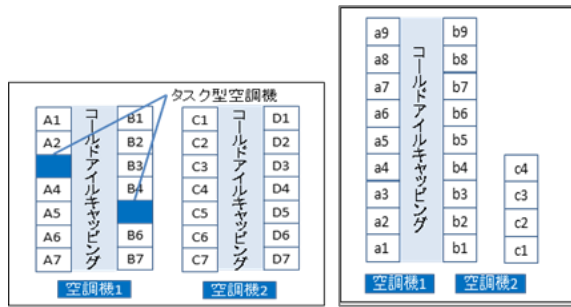 タスク型空調機
A1 コールドアイルキャッピング B1 C1 コールドアイルキャッピング D1
A2 B2 C2 D2
B3 C3 D3
A4 B4 C4 D4
A5 C5 D5
A6 B6 C6 D6
A7 B7 C7 D7
空調機1 空調機2
a9 コールドアイルキャッピング b9
a8 b8
a7 b7
a6 b6
a5 b5
a4 b4 c4
a3 b3 c3
a2 b2 c2
a1 b1 c1
空調機1 空調機2